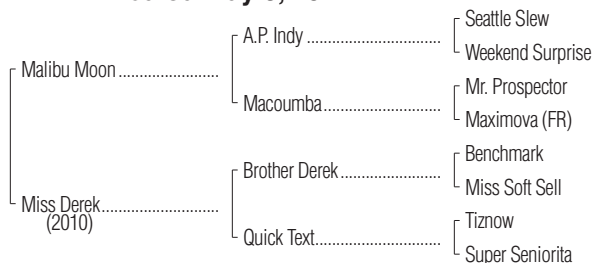 Seattle Slew
A.P. Indy
Weekend Surprise
Malibu Moon
Mr. Prospector
Macoumba
Maximova (FR)
Benchmark
Brother Derek
Miss Soft Sell
Miss Derek
(2010)
Tiznow
Quick Text
Super Seniorita